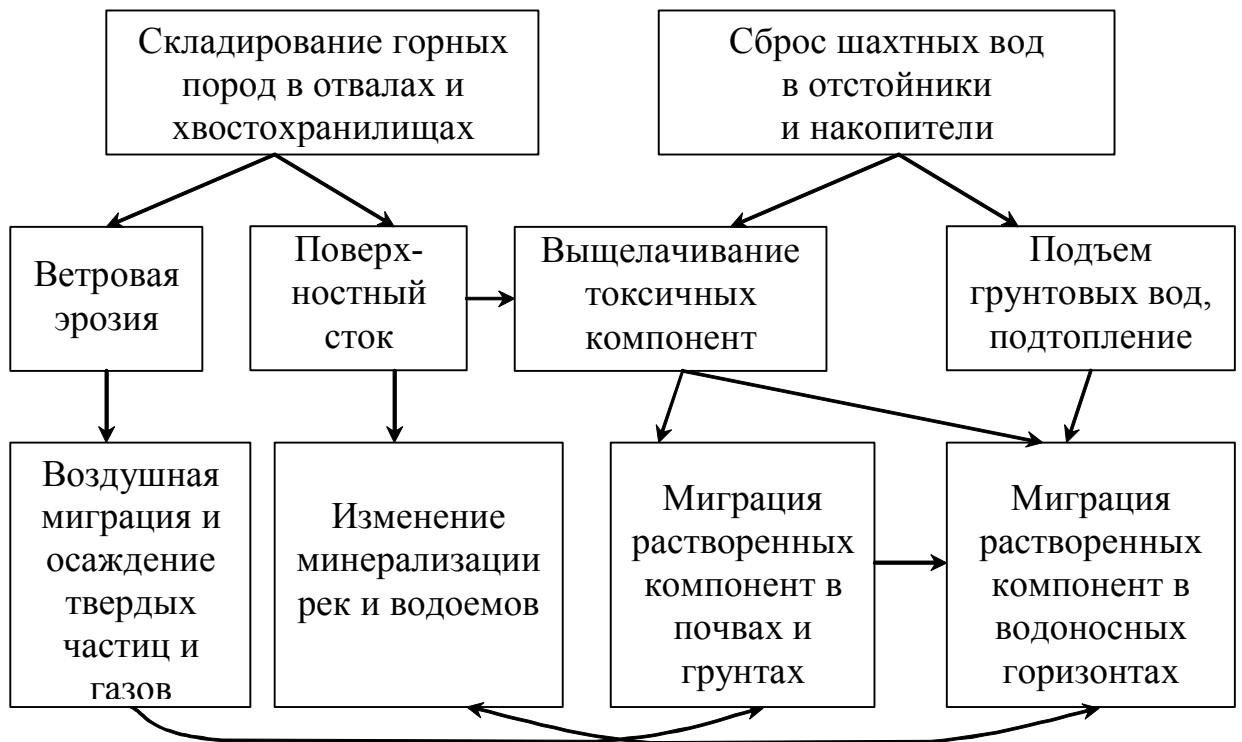 Складирование горных
пород в отвалах и
хвостохранилищах
Сброс шахтных вод
в отстойники
и накопители
Ветровая
эрозия
Поверх-
ностный
сток
Выщелачивание
токсичных
компонент
Подъем
грунтовых вод,
подтопление
Воздушная
миграция и
осаждение
твердых
частиц и
газов
Изменение
минерализации
рек и водоемов
Миграция
растворенных
компонент в
почвах и
грунтах
Миграция
растворенных
компонент в
водоносных
горизонтах